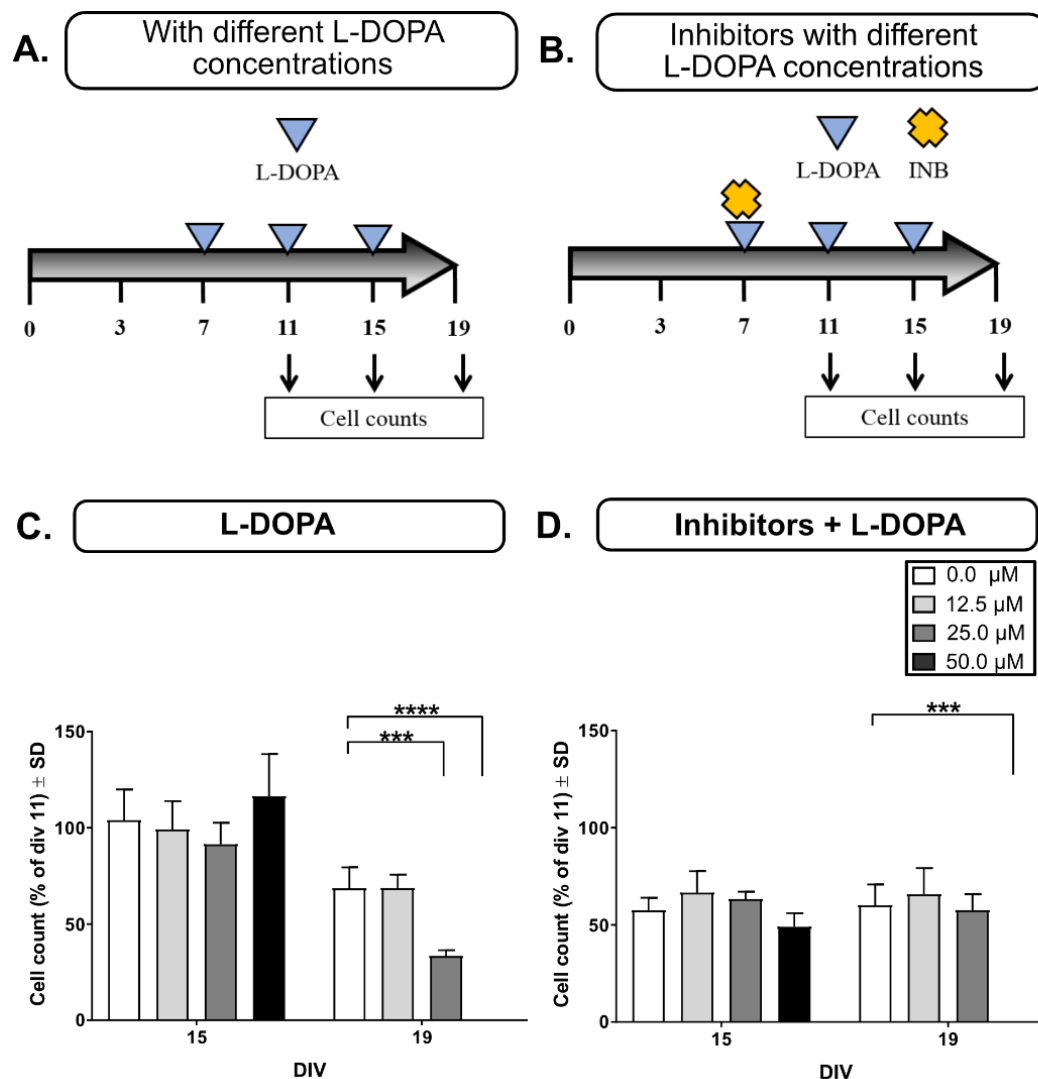 A.
With different L-DOPA
concentrations
L-DOPA
0 3 7 11 15 19
Cell counts
B.
Inhibitors with different
L-DOPA concentrations
L-DOPA INB
0 3 7 11 15 19
Cell counts
C.
L-DOPA
Cell count (% of div 11) ± SD
150
100
50
0
****
***
15 19
DIV
D.
Inhibitors + L-DOPA
0.0 µM
12.5 µM
25.0 µM
50.0 µM
Cell count (% of div 11) ± SD
150
100
50
0
***
15 19
DIV